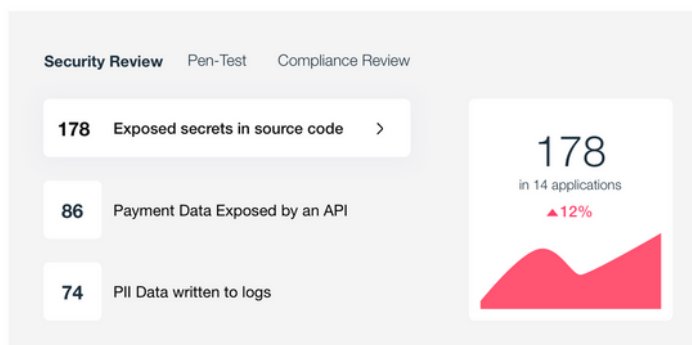 Security Review Pen-Test Compliance Review
178 Exposed secrets in source code
86 Payment Data Exposed by an API
74 PII Data written to logs
178
in 14 applications
▲12%